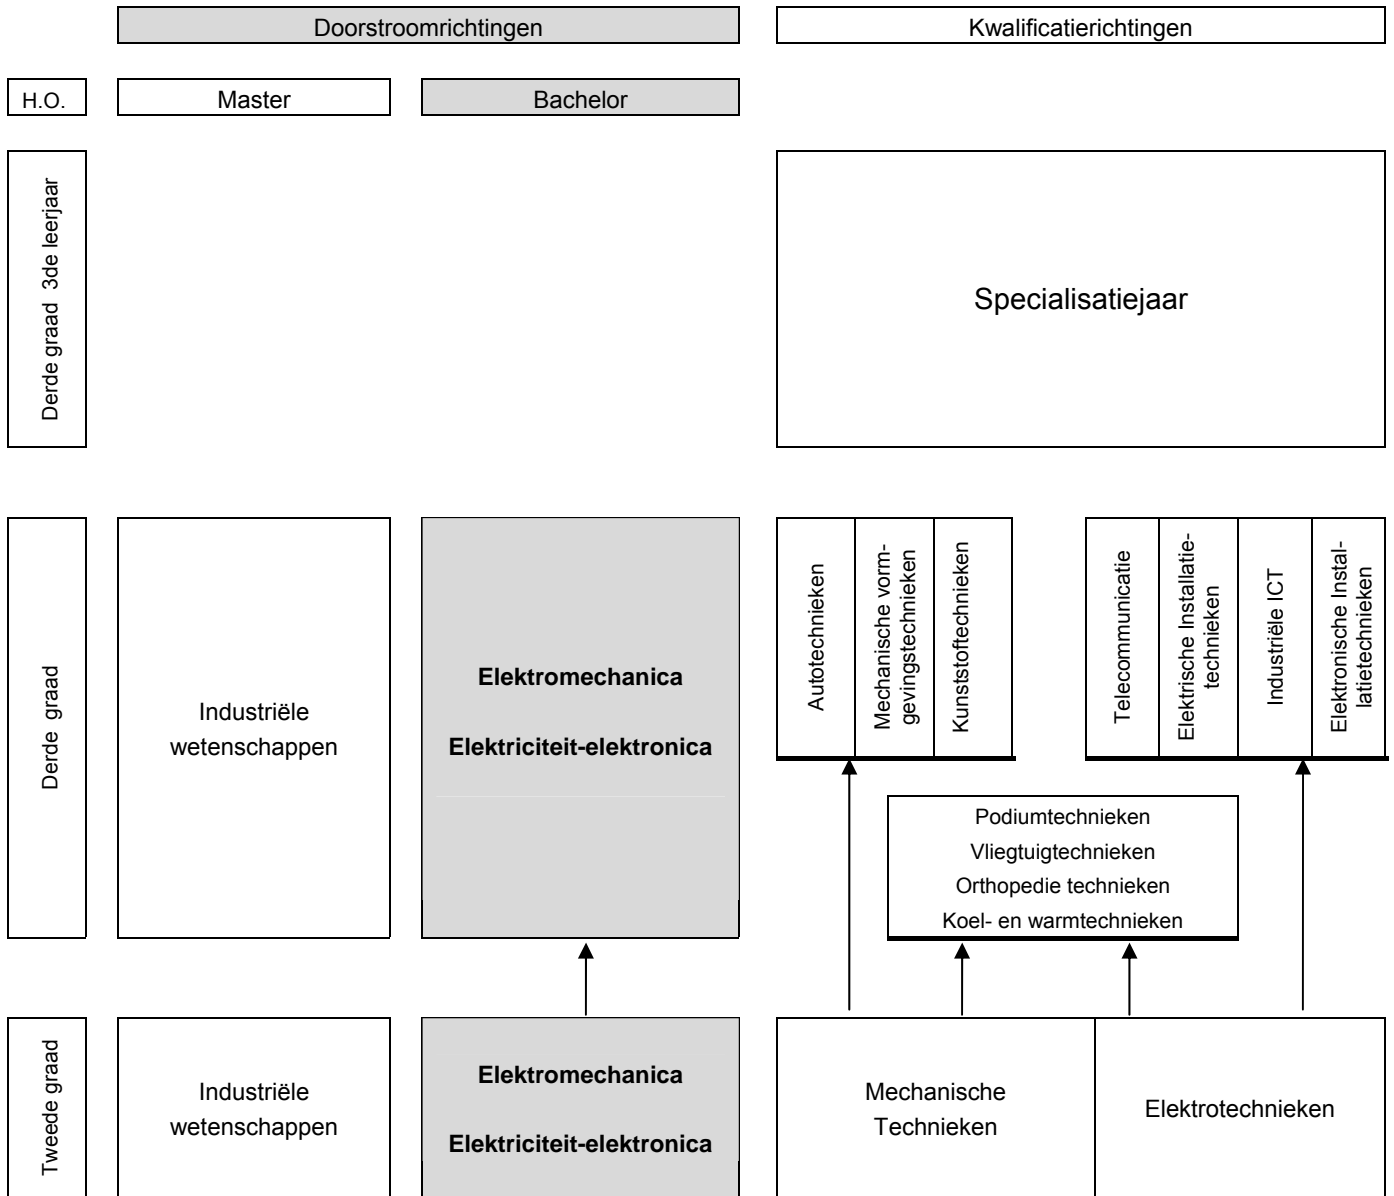 Doorstroomrichtingen
Kwalificatierichtingen
H.O.
Master
Bachelor
Derde graad 3de leerjaar
Specialisatiejaar
Derde graad
Industriële
wetenschappen
Elektromechanica
Elektriciteit-elektronica
Autotechnieken
Mechanische vorm-
gevingstechnieken
Kunststoftechnieken
Telecommunicatie
Elektrische Installatie-
technieken
Industriële ICT
Elektronische Instal-
latietechnieken
Podiumtechnieken
Vliegtuigtechnieken
Orthopedie technieken
Koel- en warmtechnieken
Tweede graad
Industriële
wetenschappen
Elektromechanica
Elektriciteit-elektronica
Mechanische
Technieken
Elektrotechnieken